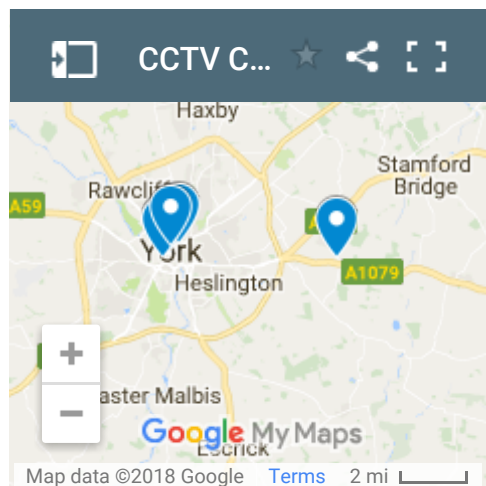 CCTV C...
Haxby
Stamford
Bridge
Rawcliff
A59
York
A1079
Heslington
aster Malbis
Google My Maps
Escrick
Map data ©2018 Google Terms 2 mi